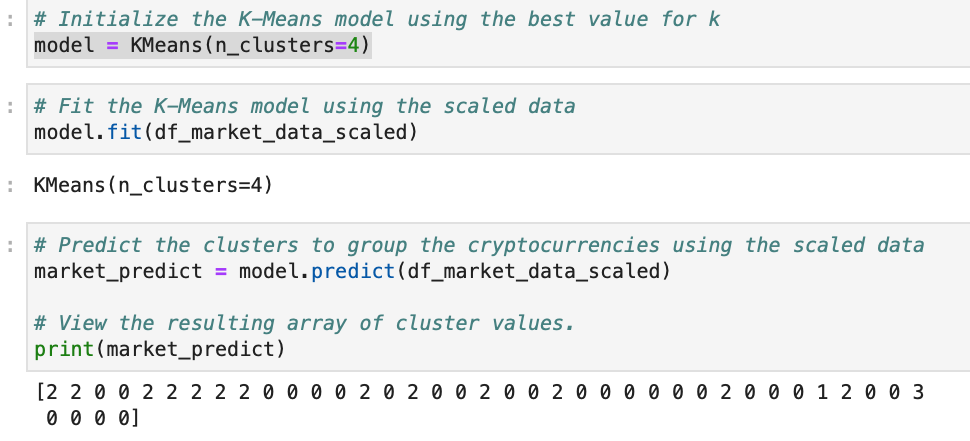 : # Initialize the K-Means model using the best value for k
model = KMeans(n_clusters=4)
: # Fit the K-Means model using the scaled data
model.fit(df_market_data_scaled)
: KMeans(n_clusters=4)
: # Predict the clusters to group the cryptocurrencies using the scaled data
market_predict = model.predict(df_market_data_scaled)
# View the resulting array of cluster values.
print(market_predict)
[2 2 0 0 2 2 2 2 2 0 0 0 0 2 0 2 0 0 2 0 0 2 0 0 0 0 0 0 2 0 0 0 1 2 0 0 3
0 0 0 0]